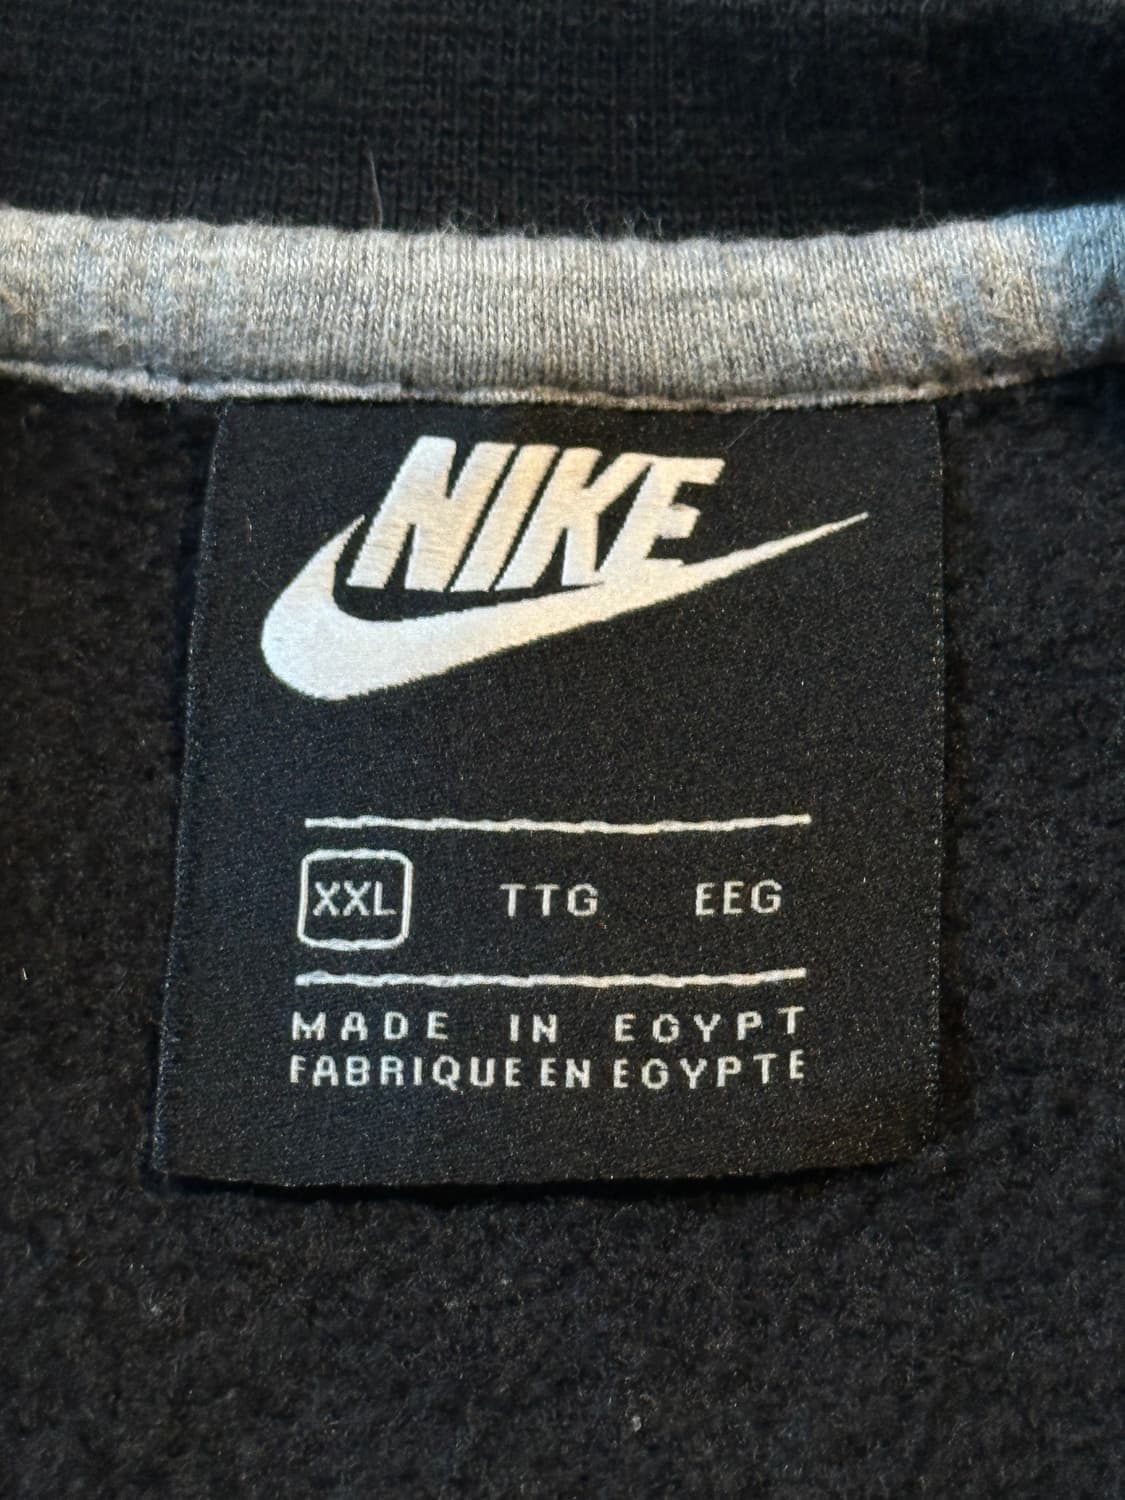 NIKE
XXL TTG EEG
MADE IN EGYPT
FABRIQUE EN EGYPTE